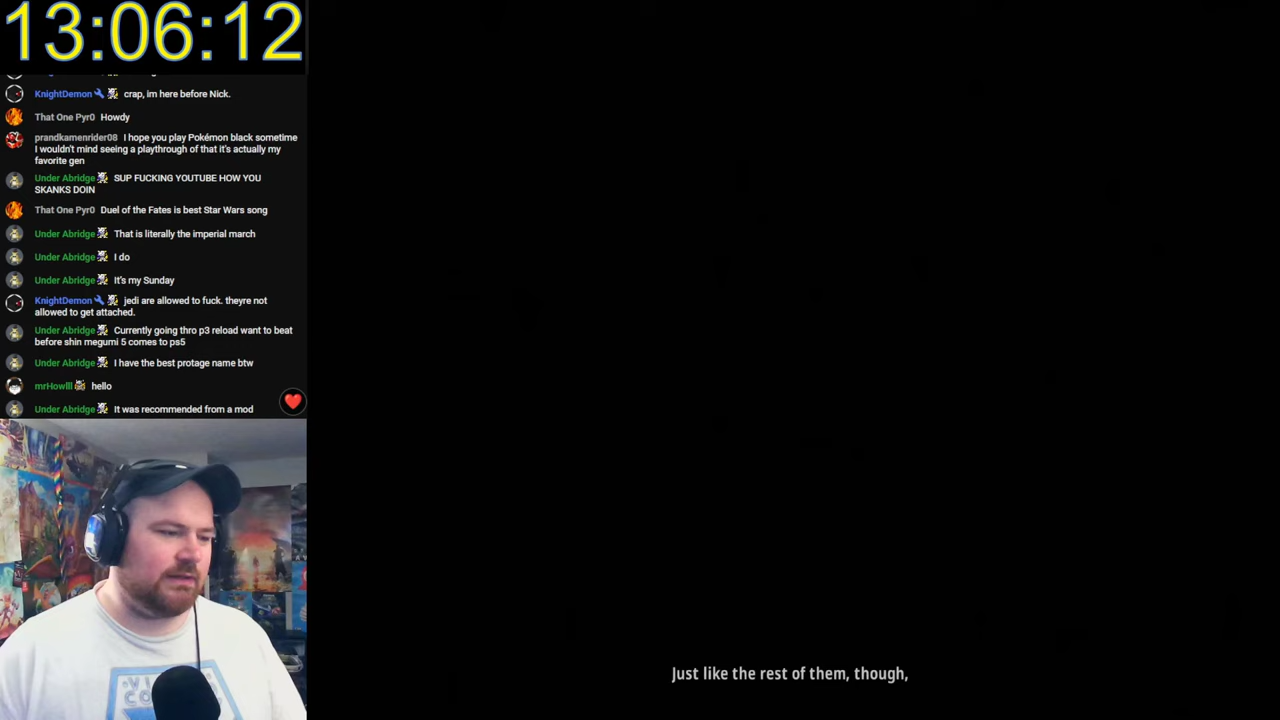 13:06:12
KnightDemon crap, im here before Nick.
That One Pyr0 Howdy
prandkamenrider08 I hope you play Pokémon black sometime
I wouldn't mind seeing a playthrough of that it's actually my
favorite gen
Under Abridge SUP FUCKING YOUTUBE HOW YOU
SKANKS DOIN
That One Pyr0 Duel of the Fates is best Star Wars song
Under Abridge That is literally the imperial march
Under Abridge I do
Under Abridge It's my Sunday
KnightDemon jedi are allowed to fuck. theyre not
allowed to get attached.
Under Abridge Currently going thro p3 reload want to beat
before shin megumi 5 comes to ps5
Under Abridge I have the best protage name btw
mrHowlll hello
Under Abridge It was recommended from a mod
Just like the rest of them, though,